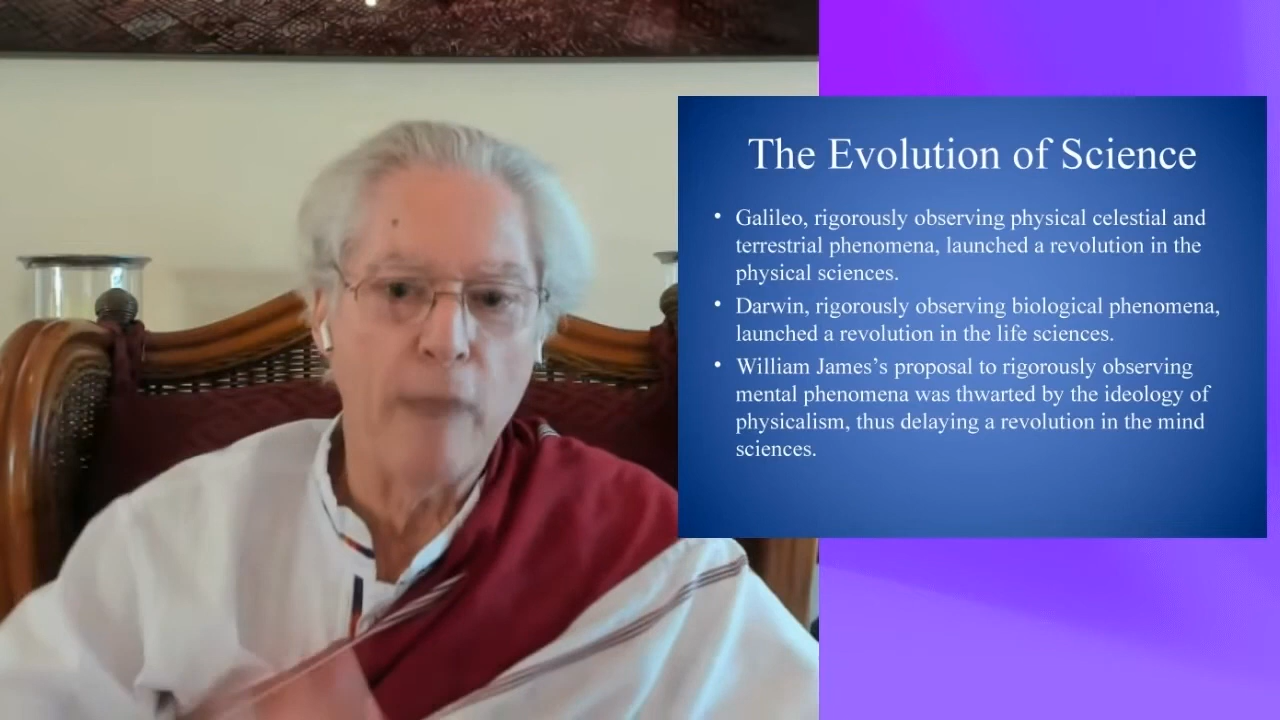 The Evolution of Science
• Galileo, rigorously observing physical celestial and
terrestrial phenomena, launched a revolution in the
physical sciences.
• Darwin, rigorously observing biological phenomena,
launched a revolution in the life sciences.
• William James’s proposal to rigorously observing
mental phenomena was thwarted by the ideology of
physicalism, thus delaying a revolution in the mind
sciences.